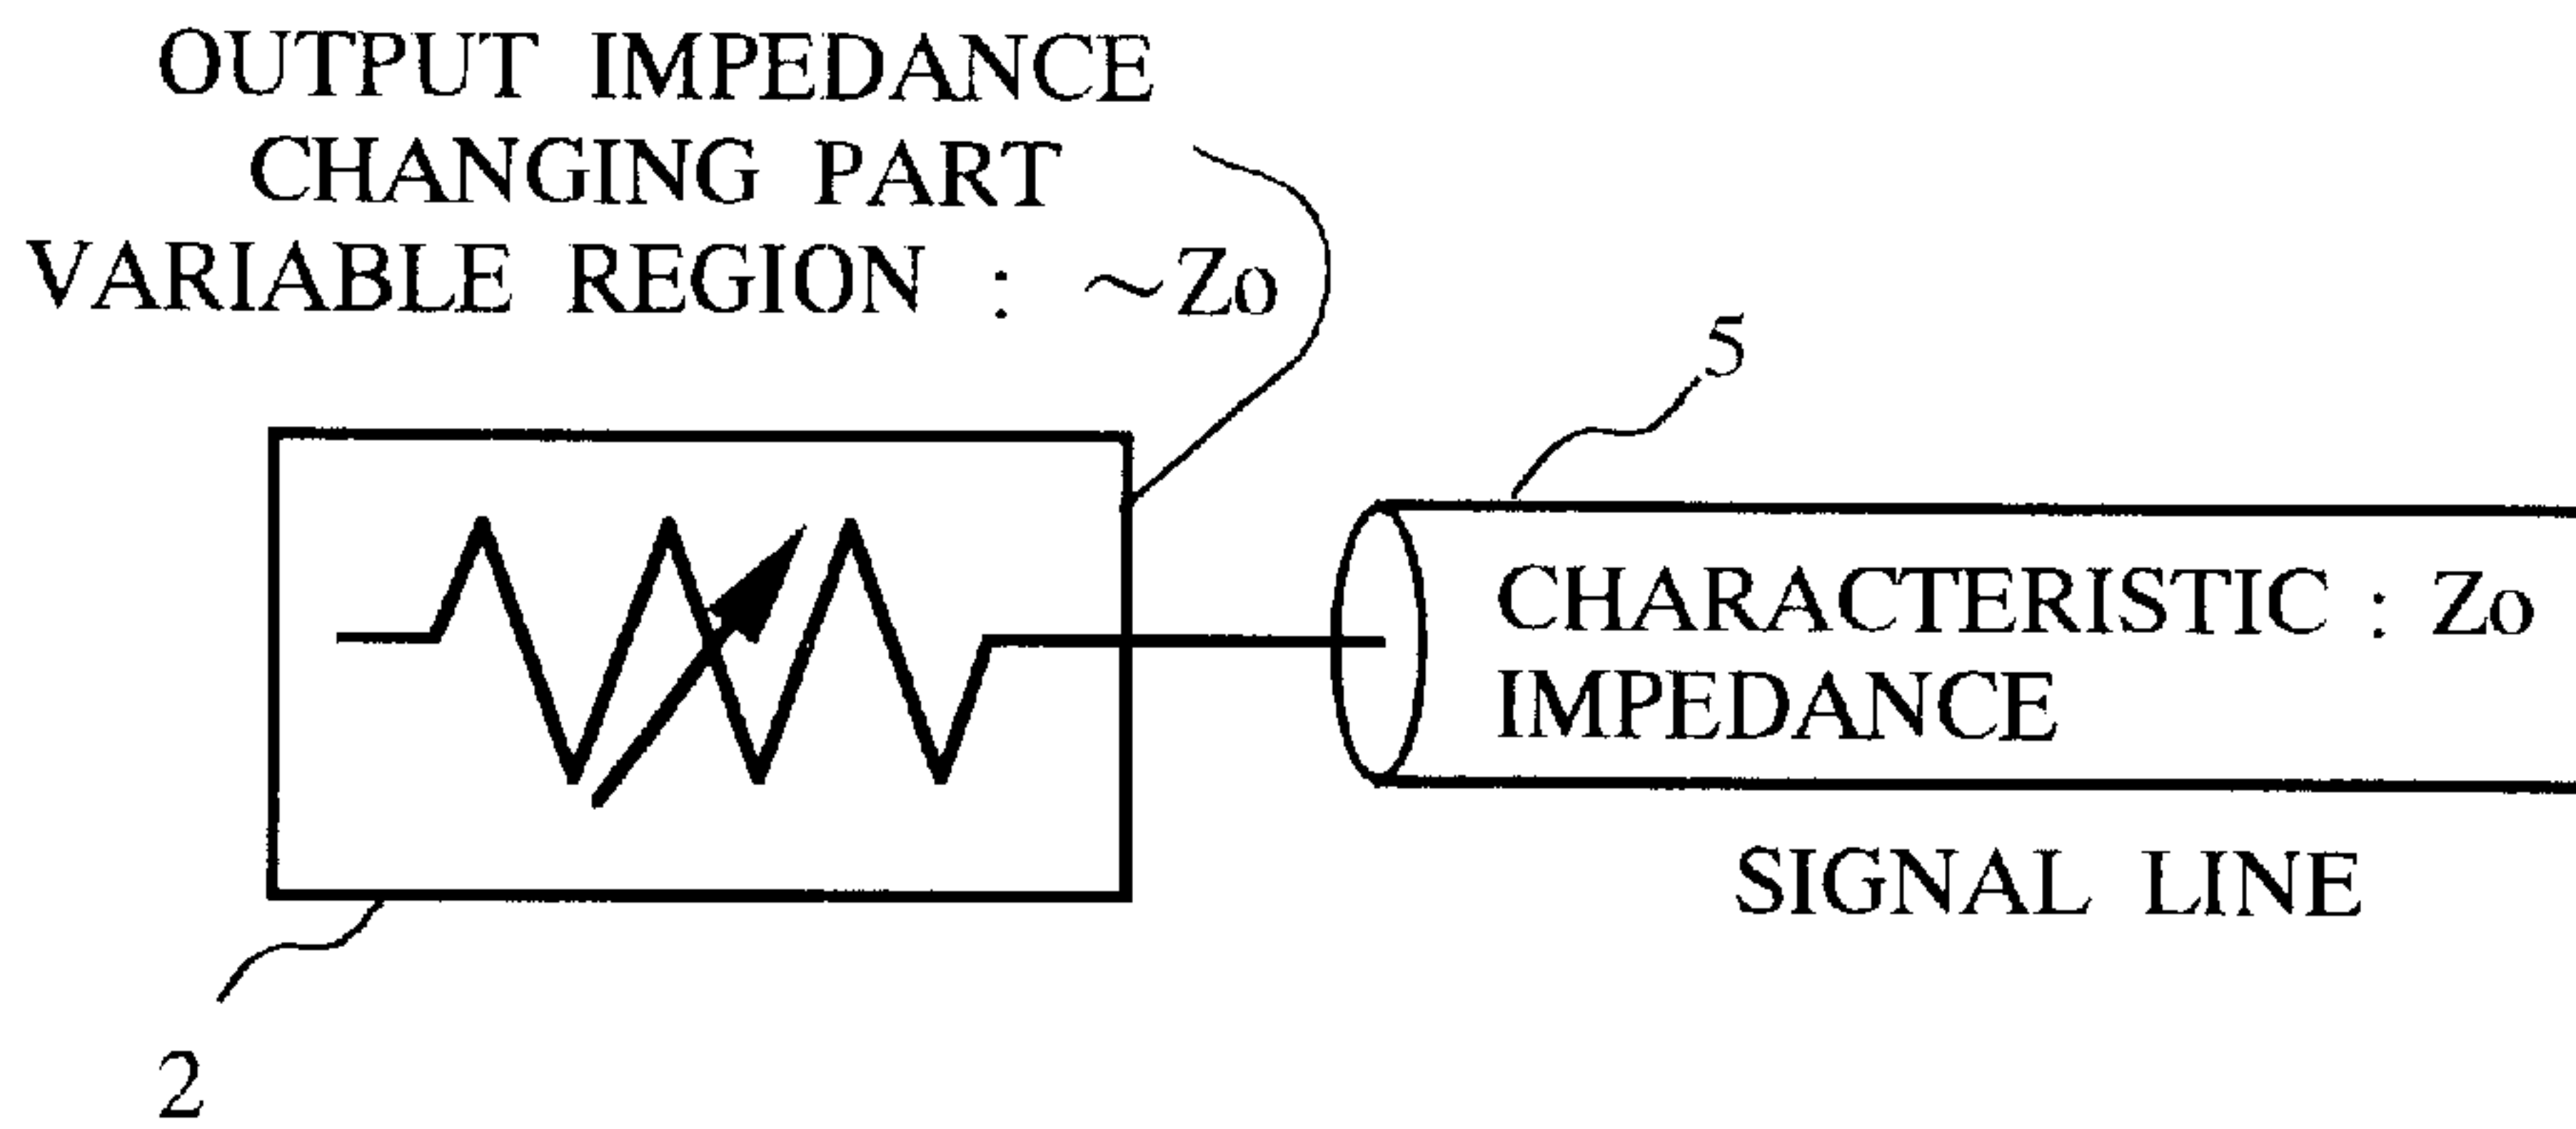 OUTPUT IMPEDANCE
CHANGING PART
VARIABLE REGION : ~Zo
5
CHARACTERISTIC : Zo
IMPEDANCE
SIGNAL LINE
2